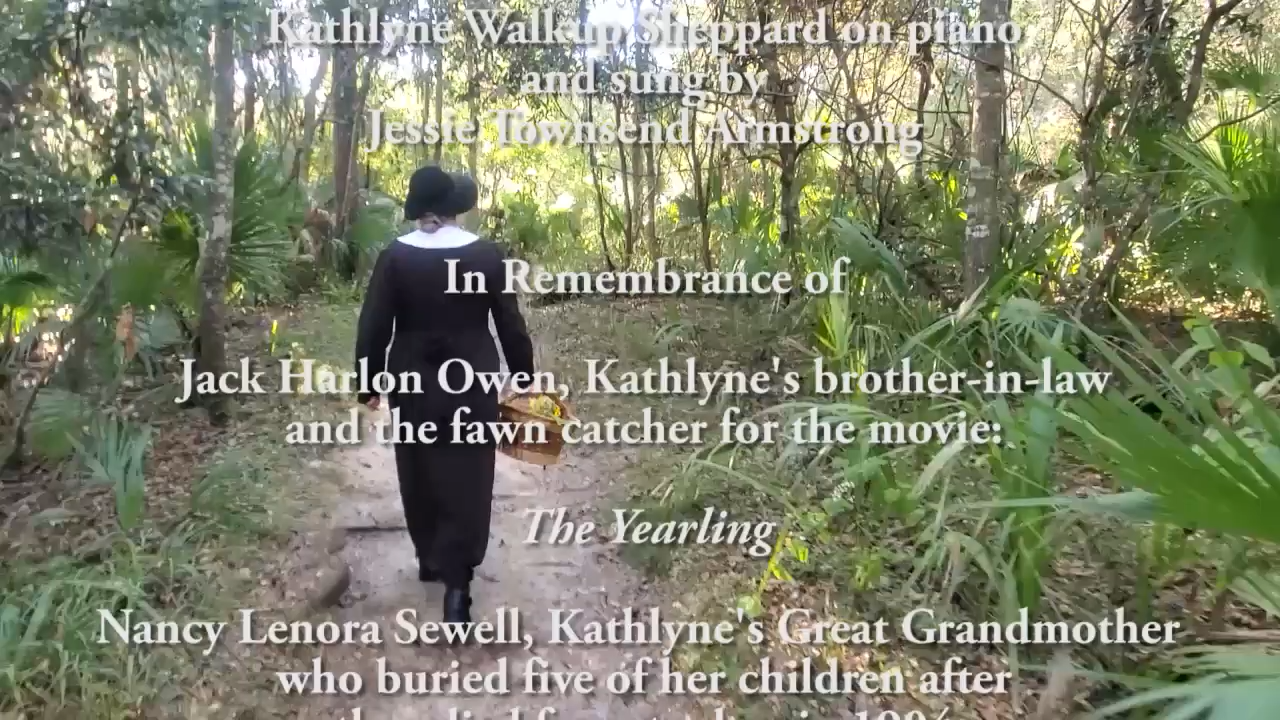 Kathlyne Walkup Sheppard on piano
and sung by
Jessie Townsend Armstrong
In Remembrance of
Jack Harlon Owen, Kathlyne's brother-in-law
and the fawn catcher for the movie:
The Yearling
Nancy Lenora Sewell, Kathlyne's Great Grandmother
who buried five of her children after